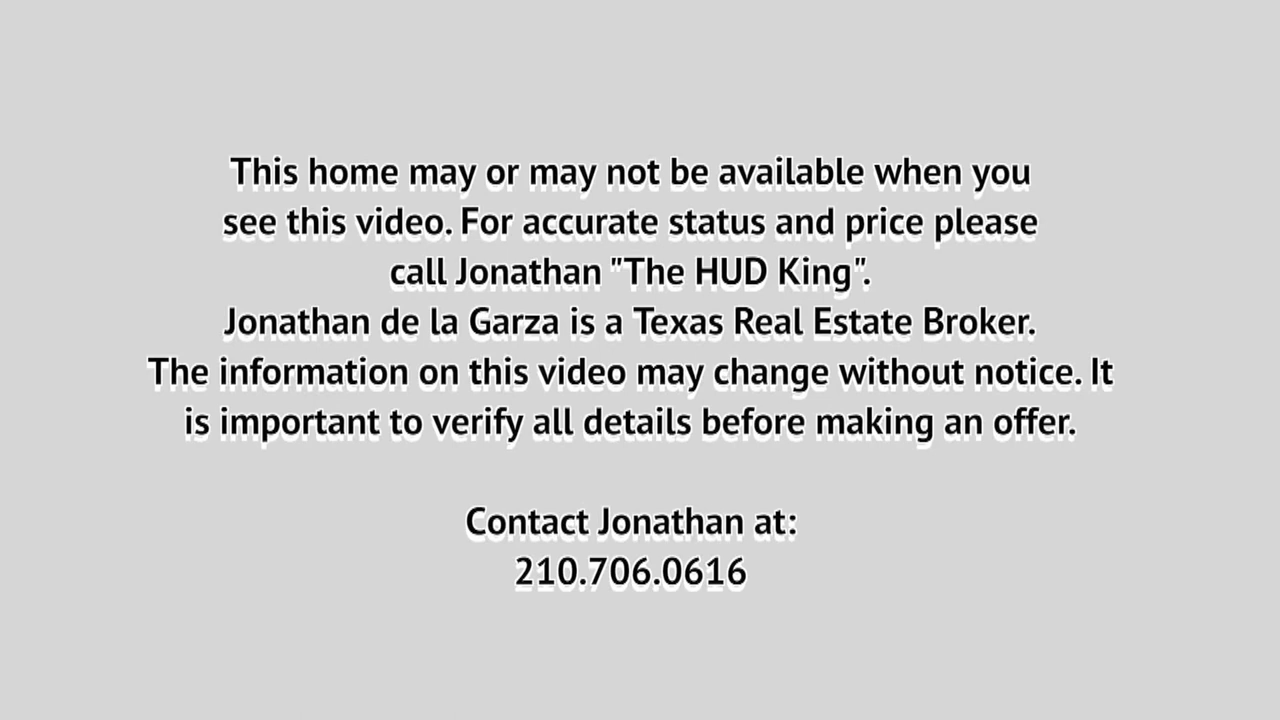 This home may or may not be available when you
see this video. For accurate status and price please
call Jonathan "The HUD King".
Jonathan de la Garza is a Texas Real Estate Broker.
The information on this video may change without notice. It
is important to verify all details before making an offer.
Contact Jonathan at:
210.706.0616